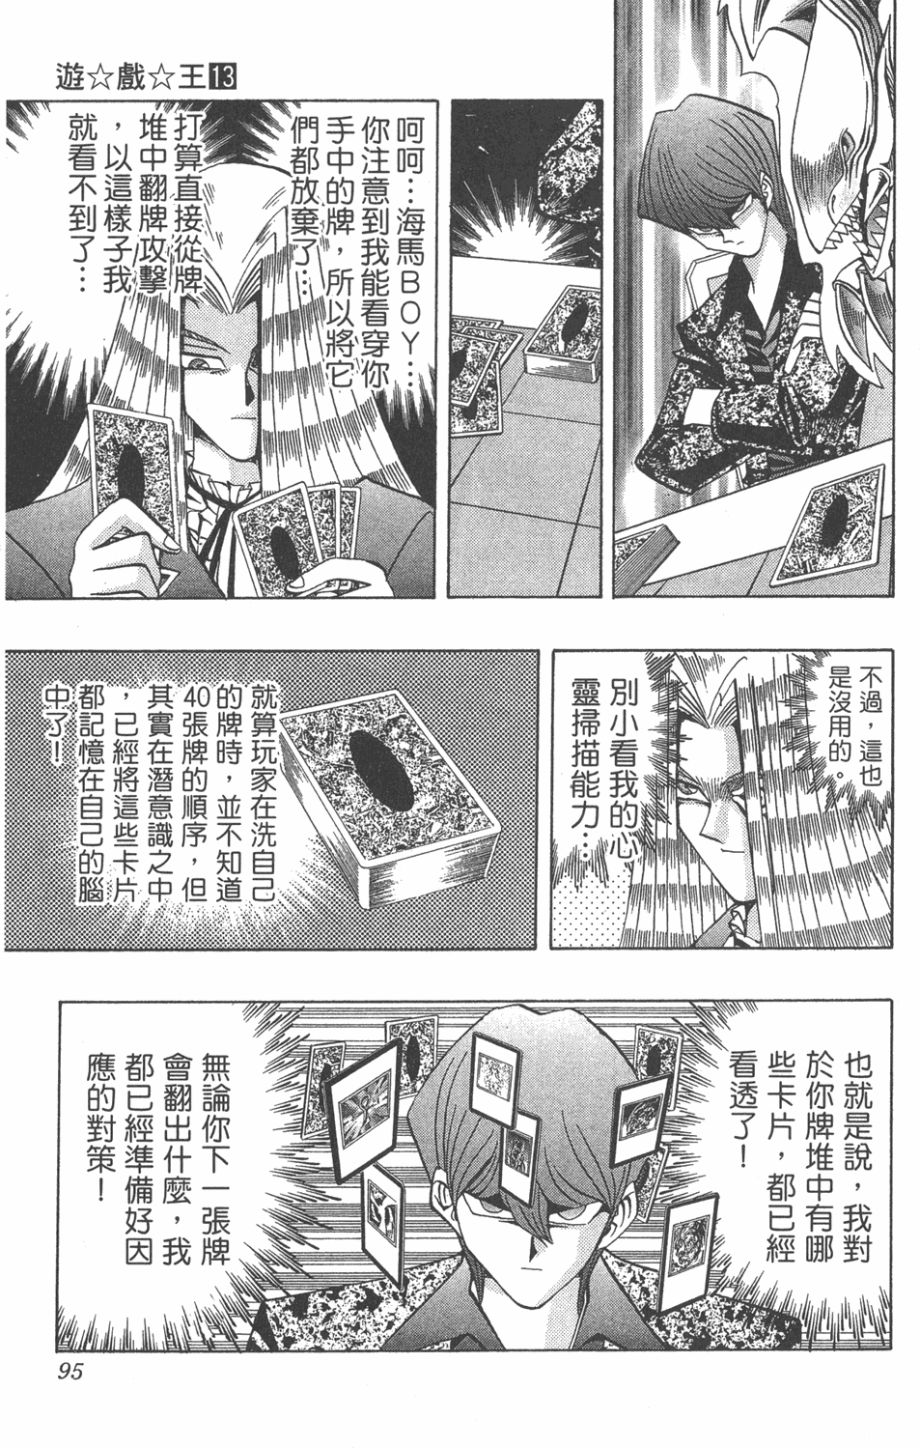 遊☆戲☆王13
呵呵…海馬BOY…
你注意到我能看穿你
手中的牌，所以將它
們都放棄了…
打算直接從牌
堆中翻牌攻擊
，以這樣子我
就看不到了…
不過，這也
是沒用的。
別小看我的心
靈掃描能力…
就算玩家在洗自己
的牌時，並不知道
40張牌的順序，但
其實在潛意識之中
，已經將這些卡片
都記憶在自己的腦
中了！
也就是說，我對
於你牌堆中有哪
些卡片，都已經
看透了！
無論你下一張牌
會翻出什麼，我
都已經準備好因
應的對策！
95